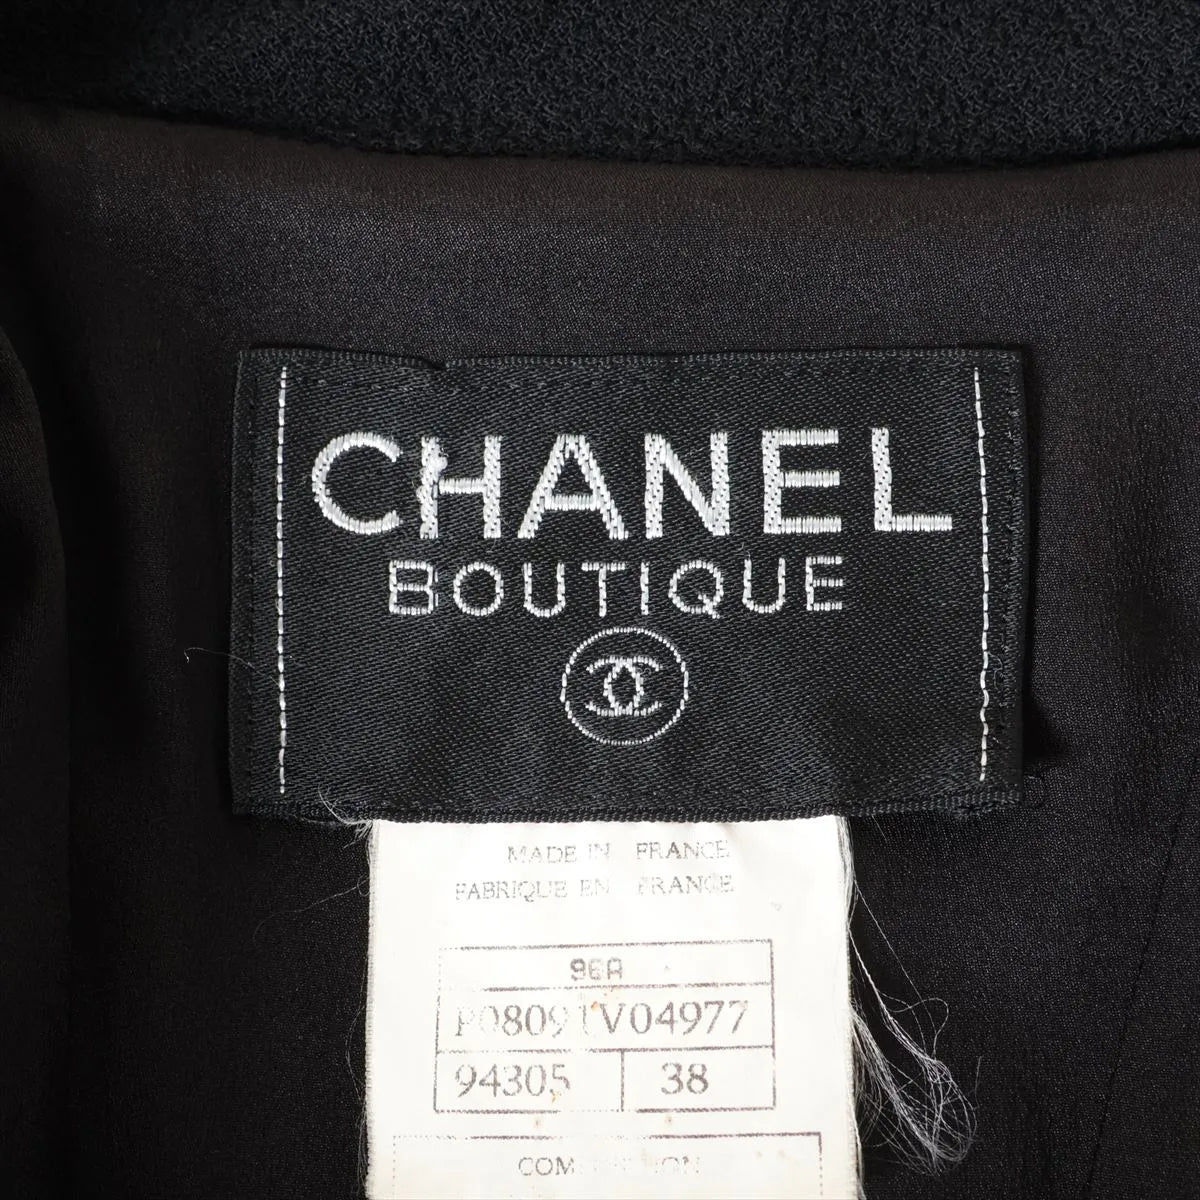 CHANEL
BOUTIQUE
MADE IN FRANCE
FABRIQUE EN FRANCE
96A
P08091V04977
94305 38